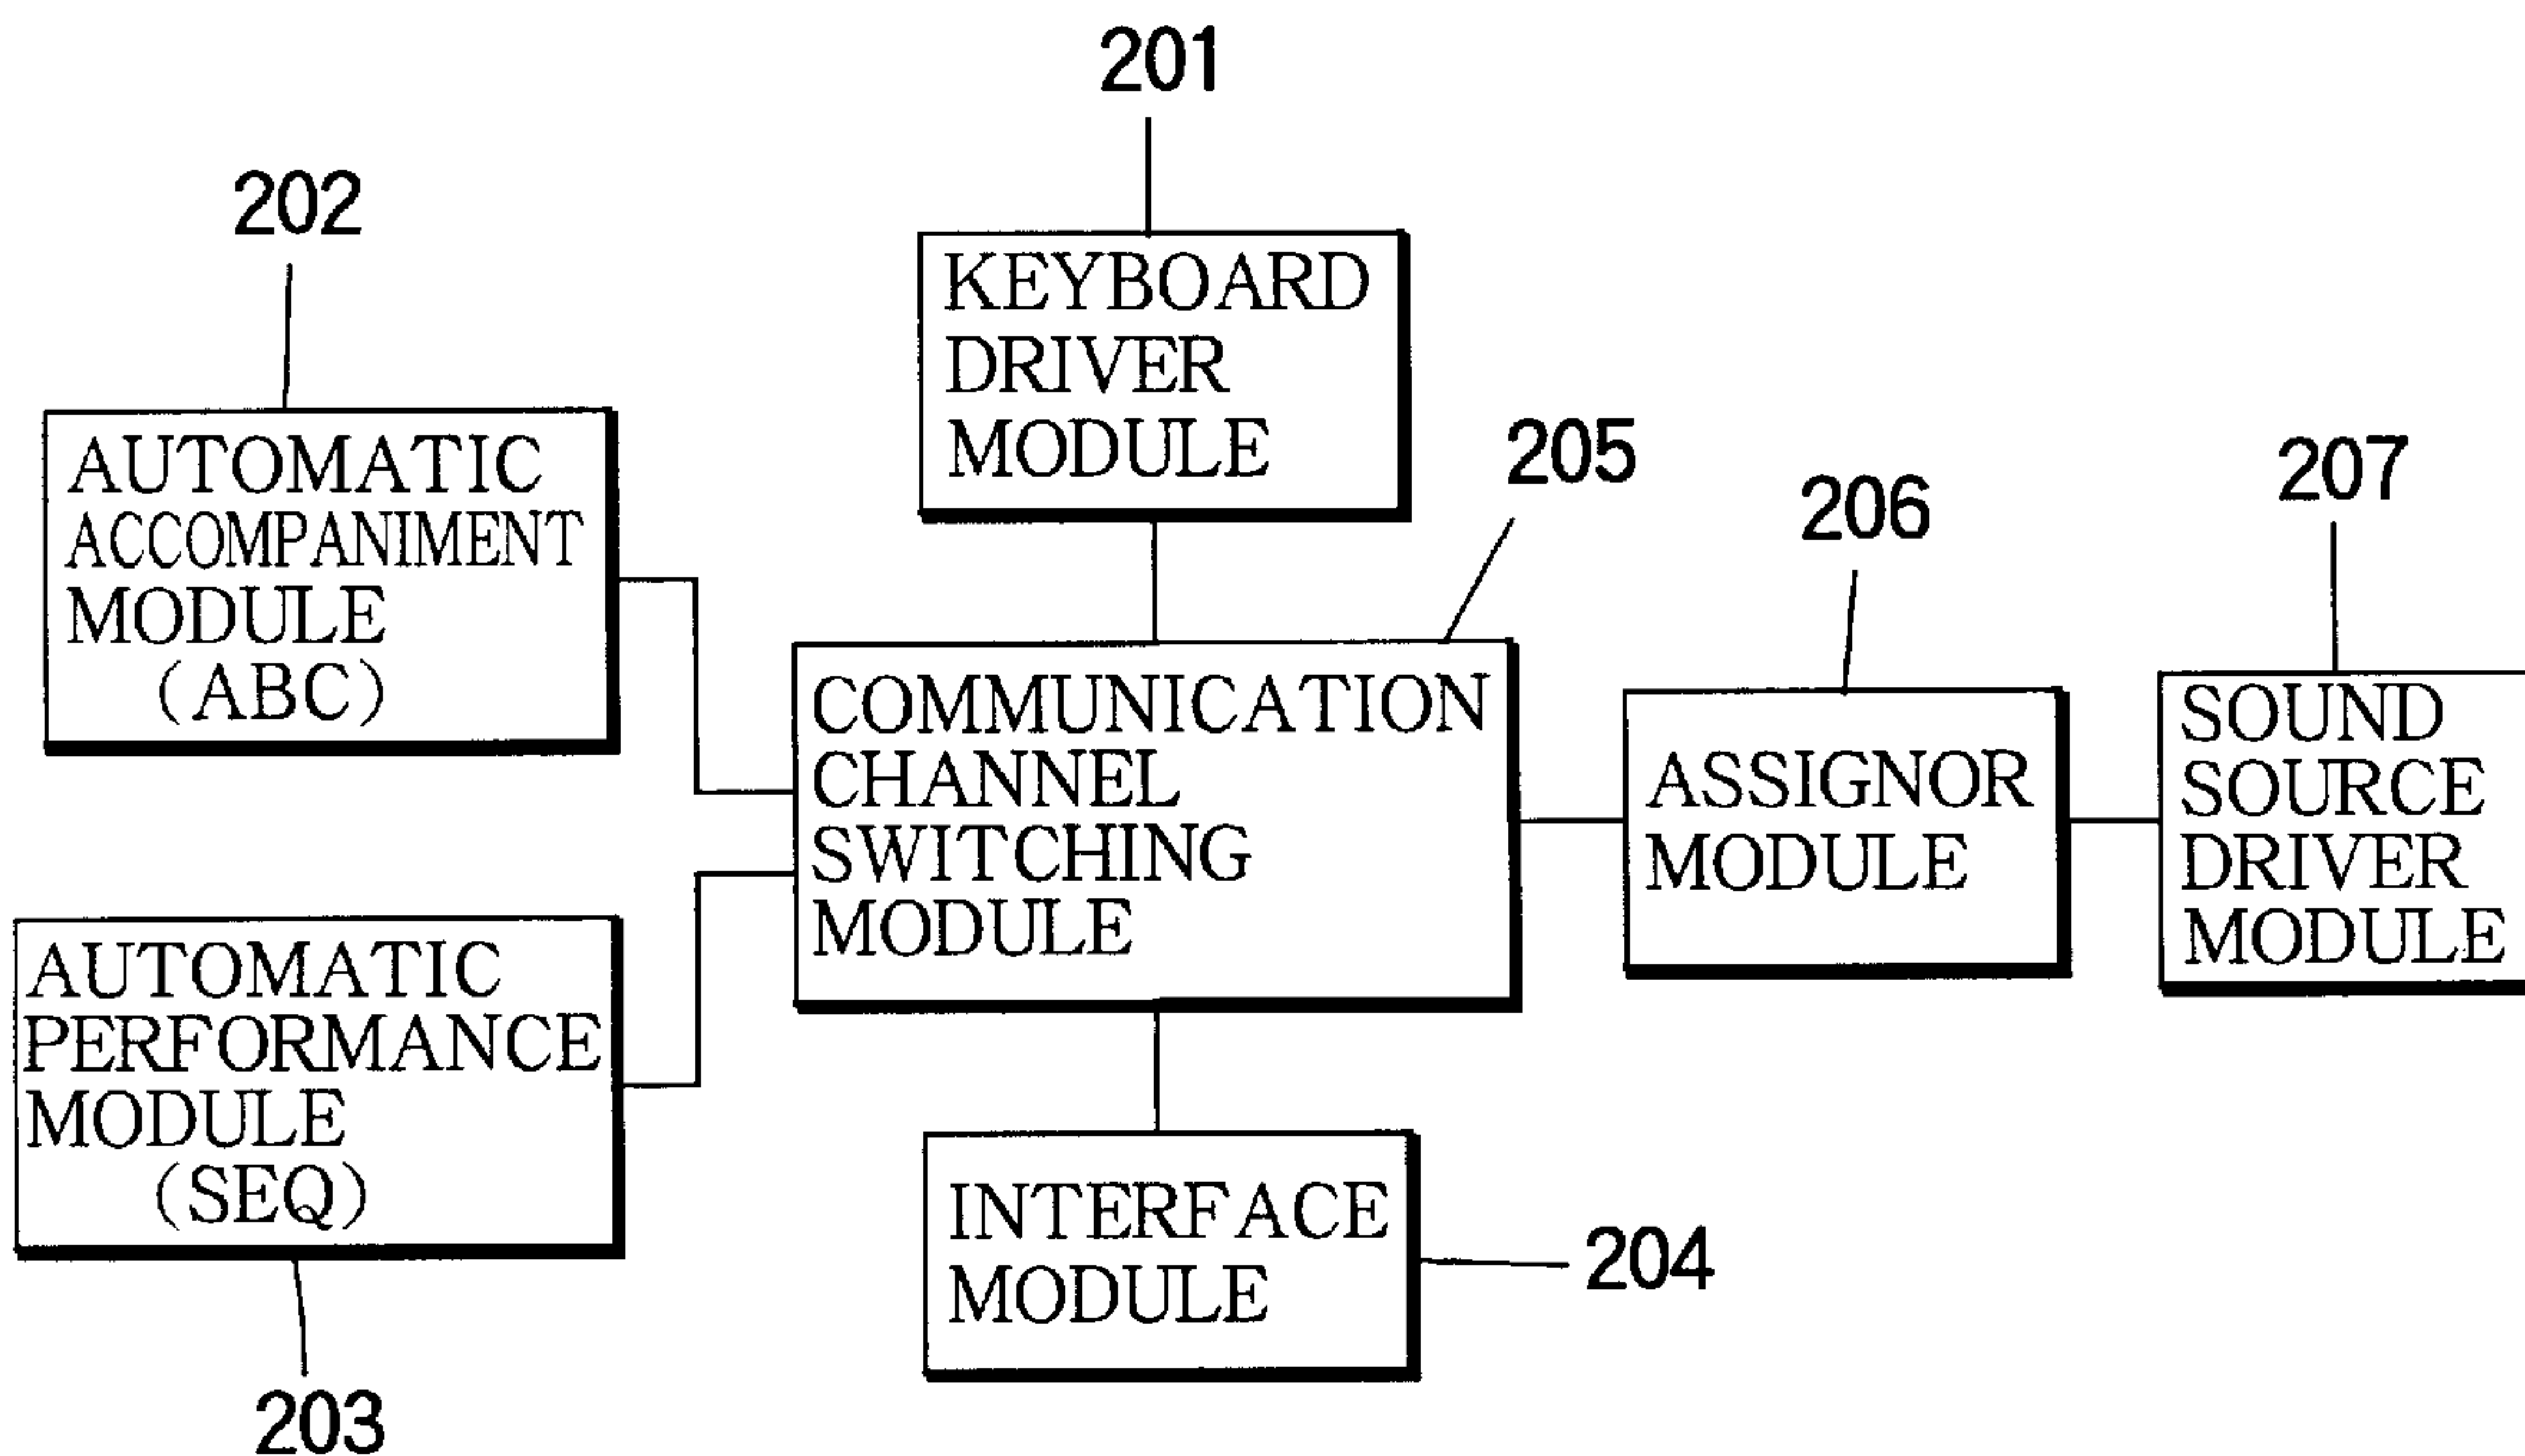 201
202
KEYBOARD
DRIVER
MODULE
AUTOMATIC
ACCOMPANIMENT
MODULE
(ABC)
205
206
207
COMMUNICATION
CHANNEL
SWITCHING
MODULE
ASSIGNOR
MODULE
SOUND
SOURCE
DRIVER
MODULE
AUTOMATIC
PERFORMANCE
MODULE
(SEQ)
INTERFACE
MODULE
204
203